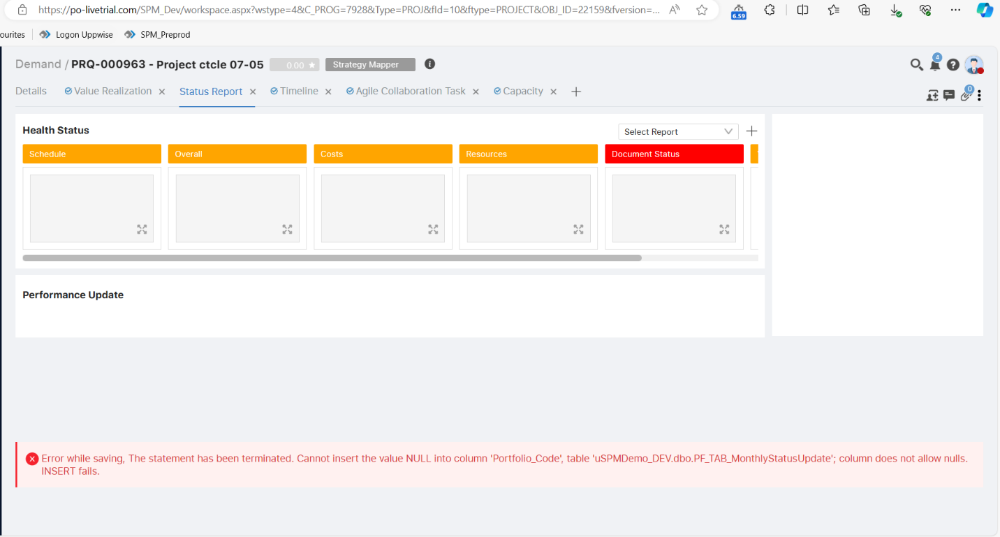 https://po-livetrial.com/SPM_Dev/workspace.aspx?wstype=4&C_PROG=7928&Type=PROJ&fId=10&ftype=PROJECT&OBJ_ID=22159&fversion=...
6.59
ourites
Logon Uppwise
SPM_Preprod
Demand / PRQ-000963 - Project ctcle 07-05
0.00
Strategy Mapper
4
Details
Value Realization
Status Report
Timeline
Agile Collaboration Task
Capacity
0
Health Status
Select Report
Schedule
Overall
Costs
Resources
Document Status
Performance Update
Error while saving, The statement has been terminated. Cannot insert the value NULL into column 'Portfolio_Code', table 'uSPMDemo_DEV.dbo.PF_TAB_MonthlyStatusUpdate'; column does not allow nulls.
INSERT fails.